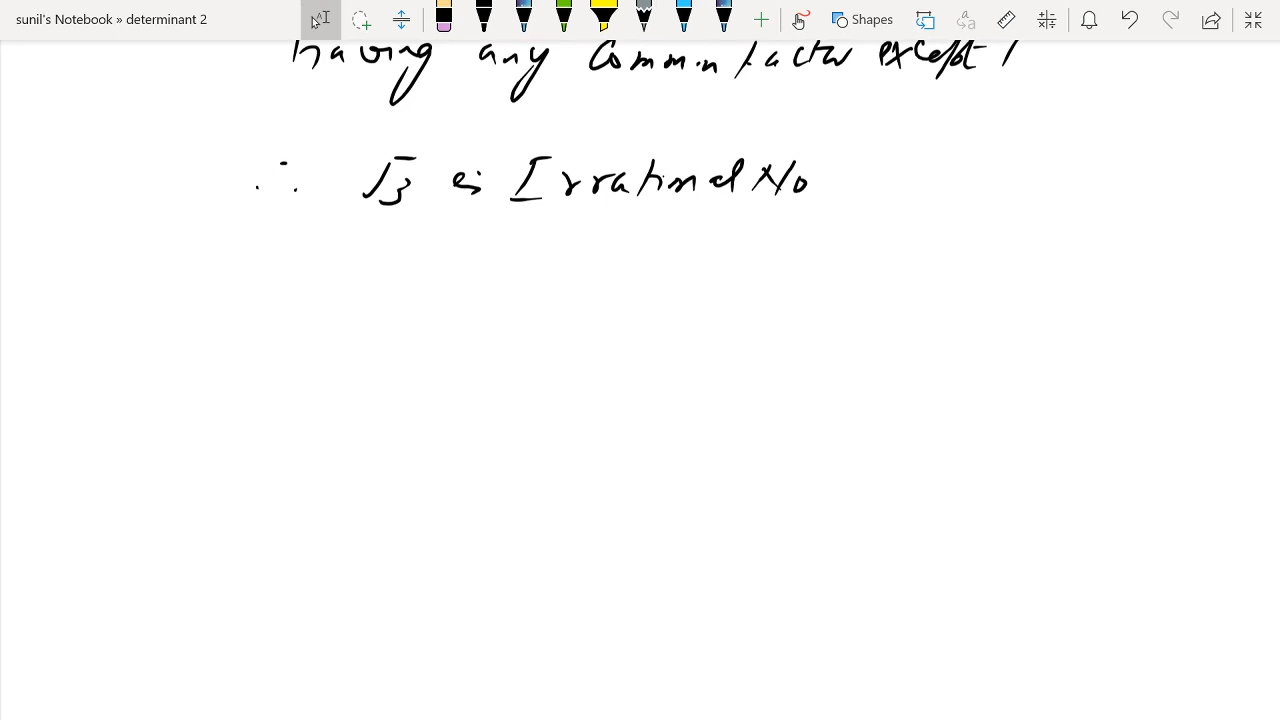 sunil's Notebook » determinant 2
Shapes
having any Common factor except 1
∴ √3 is Irrational No